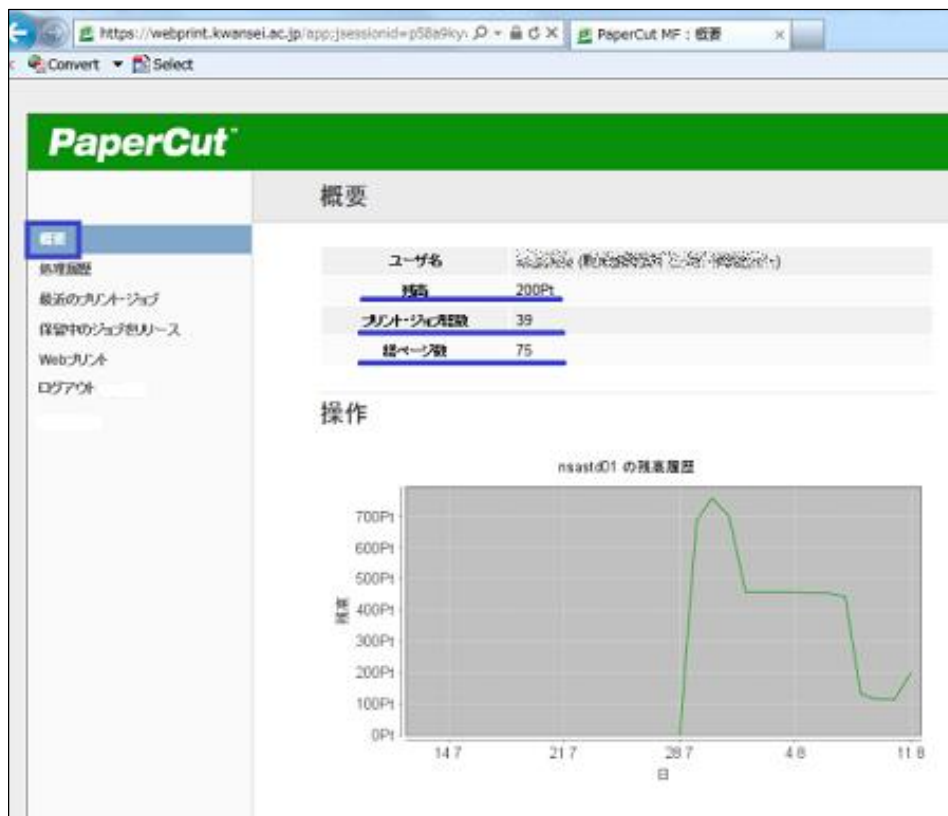 https://webprint.kwansei.ac.jp/app;jsessionid=p58a9ky
PaperCut MF : 概要
Convert Select
PaperCut
概要
概要
処理履歴
最近のプリント・ジョブ
保留中のジョブをリリース
Webプリント
ログアウト
ユーザ名
残高 200Pt
プリント・ジョブ総数 39
総ページ数 75
操作
nsastd01 の残高履歴
700Pt
600Pt
500Pt
400Pt
300Pt
200Pt
100Pt
0Pt
残高
14 7 21 7 28 7 4 8 11 8
日